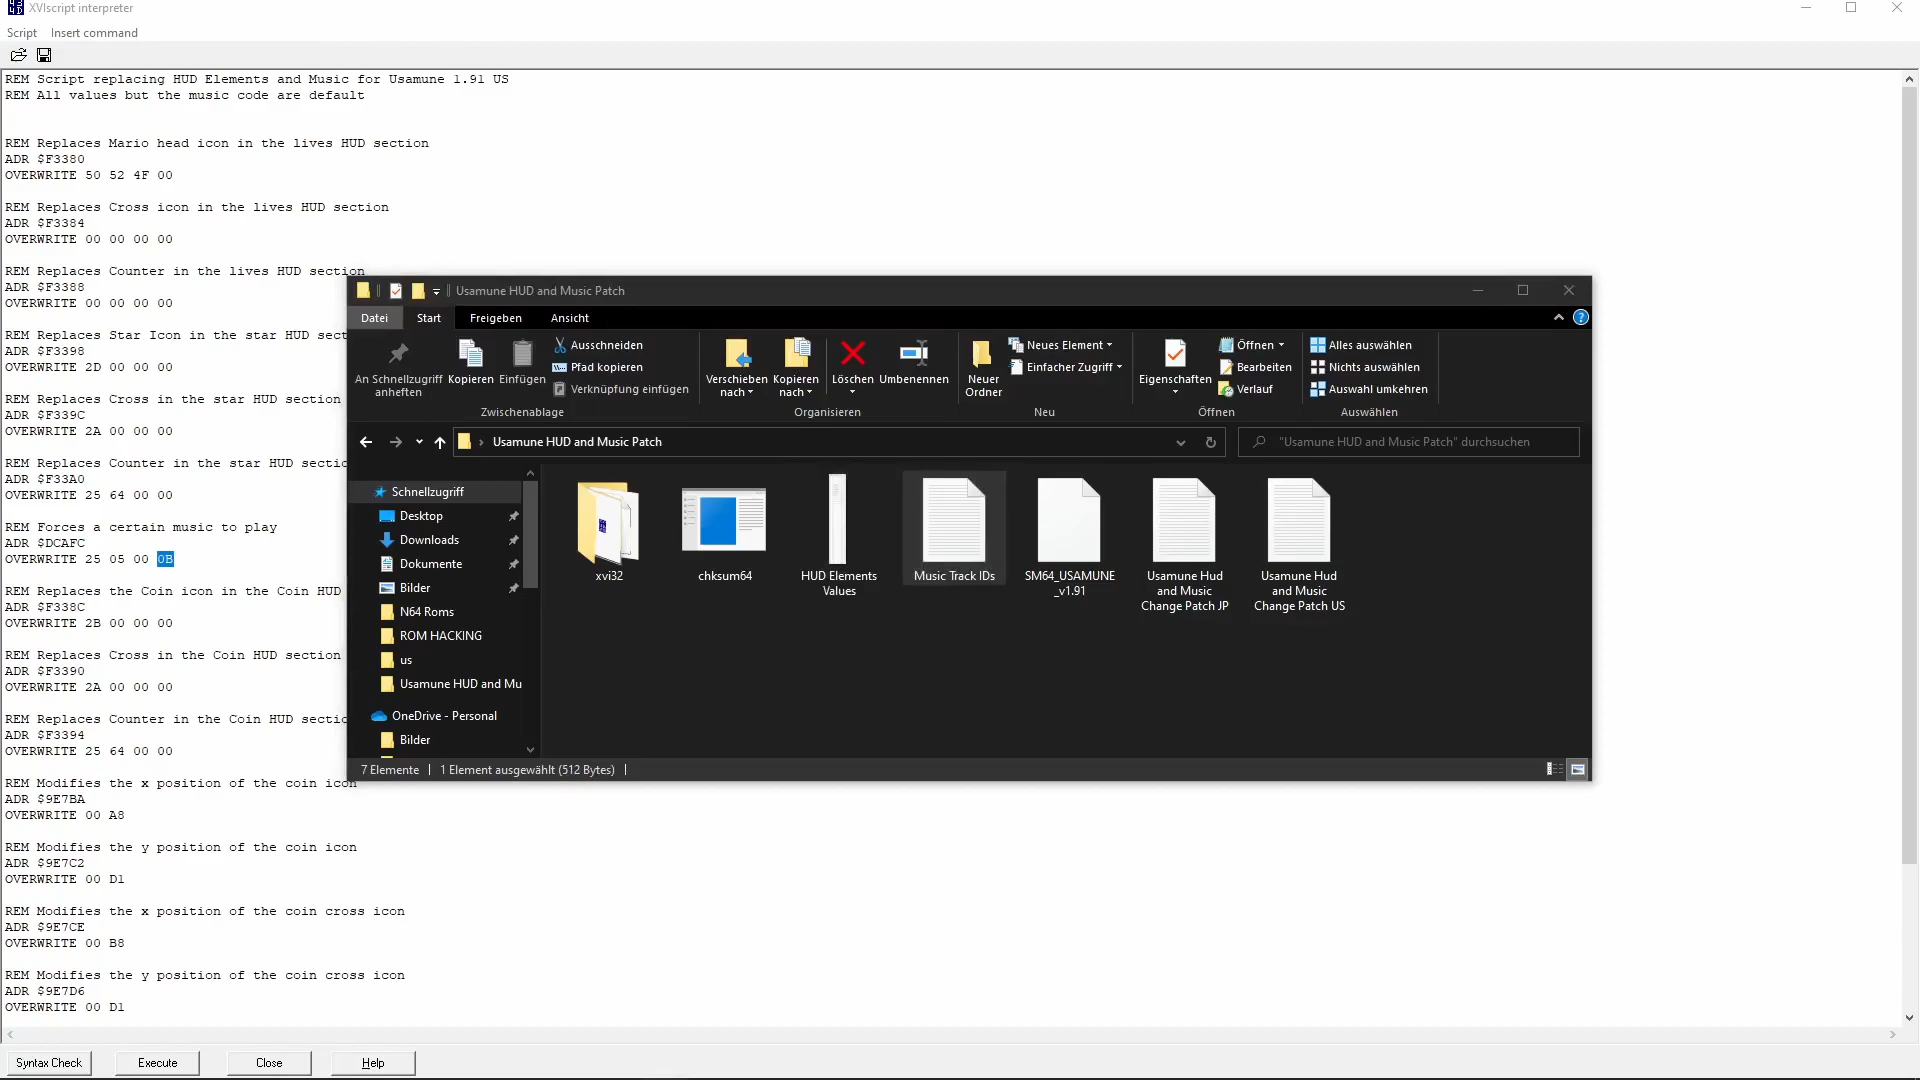 XVIscript interpreter
Script Insert command
REM Script replacing HUD Elements and Music for Usamune 1.91 US
REM All values but the music code are default
REM Replaces Mario head icon in the lives HUD section
ADR $F3380
OVERWRITE 50 52 4F 00
REM Replaces Cross icon in the lives HUD section
ADR $F3384
OVERWRITE 00 00 00 00
REM Replaces Counter in the lives HUD section
ADR $F3388
OVERWRITE 00 00 00 00
REM Replaces Star Icon in the star HUD sect
ADR $F3398
OVERWRITE 2D 00 00 00
REM Replaces Cross in the star HUD section
ADR $F339C
OVERWRITE 2A 00 00 00
REM Replaces Counter in the star HUD sectio
ADR $F33A0
OVERWRITE 25 64 00 00
REM Forces a certain music to play
ADR $DCAFC
OVERWRITE 25 05 00 0B
REM Replaces the Coin icon in the Coin HUD
ADR $F338C
OVERWRITE 2B 00 00 00
REM Replaces Cross in the Coin HUD section
ADR $F3390
OVERWRITE 2A 00 00 00
REM Replaces Counter in the Coin HUD sectio
ADR $F3394
OVERWRITE 25 64 00 00
REM Modifies the x position of the coin icon
ADR $9E7BA
OVERWRITE 00 A8
REM Modifies the y position of the coin icon
ADR $9E7C2
OVERWRITE 00 D1
REM Modifies the x position of the coin cross icon
ADR $9E7CE
OVERWRITE 00 B8
REM Modifies the y position of the coin cross icon
ADR $9E7D6
OVERWRITE 00 D1
Syntax Check Execute Close Help
Usamune HUD and Music Patch
Datei Start Freigeben Ansicht
An Schnellzugriff anheften
Kopieren
Einfügen
Ausschneiden
Pfad kopieren
Verknüpfung einfügen
Zwischenablage
Verschieben nach
Kopieren nach
Löschen
Umbenennen
Organisieren
Neuer Ordner
Neues Element
Einfacher Zugriff
Neu
Eigenschaften
Öffnen
Bearbeiten
Verlauf
Öffnen
Alles auswählen
Nichts auswählen
Auswahl umkehren
Auswählen
Usamune HUD and Music Patch
"Usamune HUD and Music Patch" durchsuchen
Schnellzugriff
Desktop
Downloads
Dokumente
Bilder
N64 Roms
ROM HACKING
us
Usamune HUD and Mu
OneDrive - Personal
Bilder
xvi32
chksum64
HUD Elements
Values
Music Track IDs
SM64_USAMUNE
_v1.91
Usamune Hud
and Music
Change Patch JP
Usamune Hud
and Music
Change Patch US
7 Elemente
1 Element ausgewählt (512 Bytes)